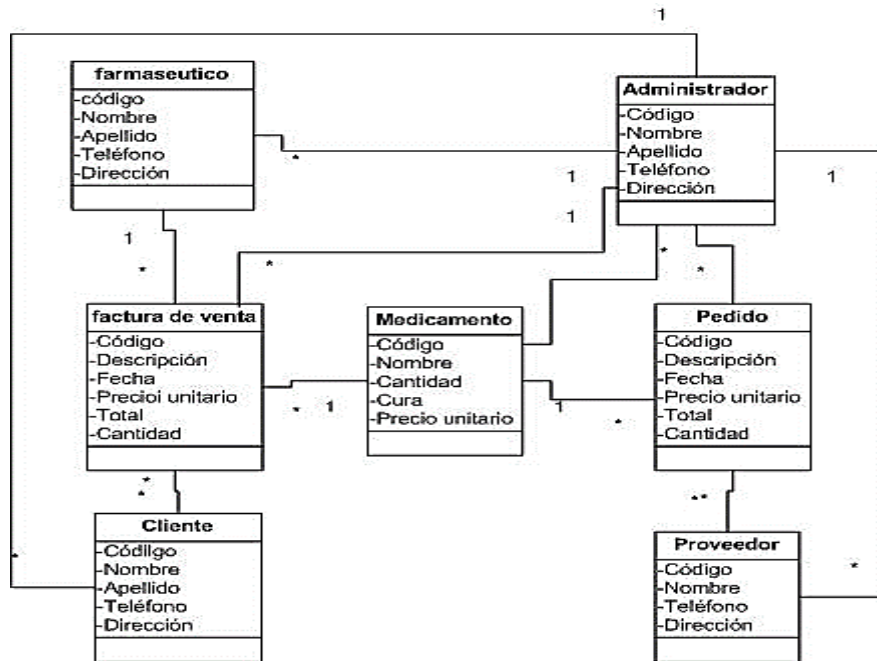 1
farmaseutico
-código
-Nombre
-Apellido
-Teléfono
-Dirección
Administrador
-Código
-Nombre
-Apellido
-Teléfono
-Dirección
*
1
1
1
1
*
*
*
*
factura de venta
-Código
-Descripción
-Fecha
-Precioi unitario
-Total
-Cantidad
Medicamento
-Código
-Nombre
-Cantidad
-Cura
-Precio unitario
Pedido
-Código
-Descripción
-Fecha
-Precio unitario
-Total
-Cantidad
*
1
1
*
*
*
**
Cliente
-Códilgo
-Nombre
-Apellido
-Teléfono
-Dirección
*
Proveedor
-Código
-Nombre
-Teléfono
-Dirección
*